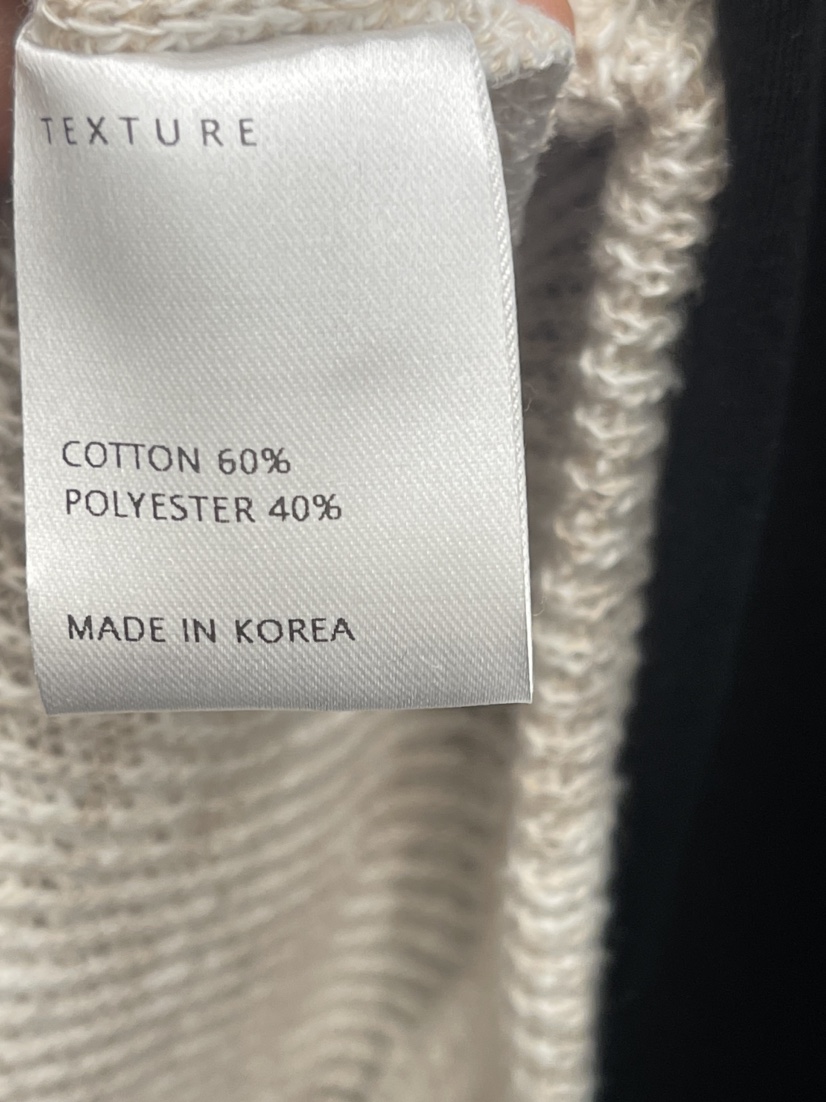 TEXTURE
COTTON 60%
POLYESTER 40%
MADE IN KOREA